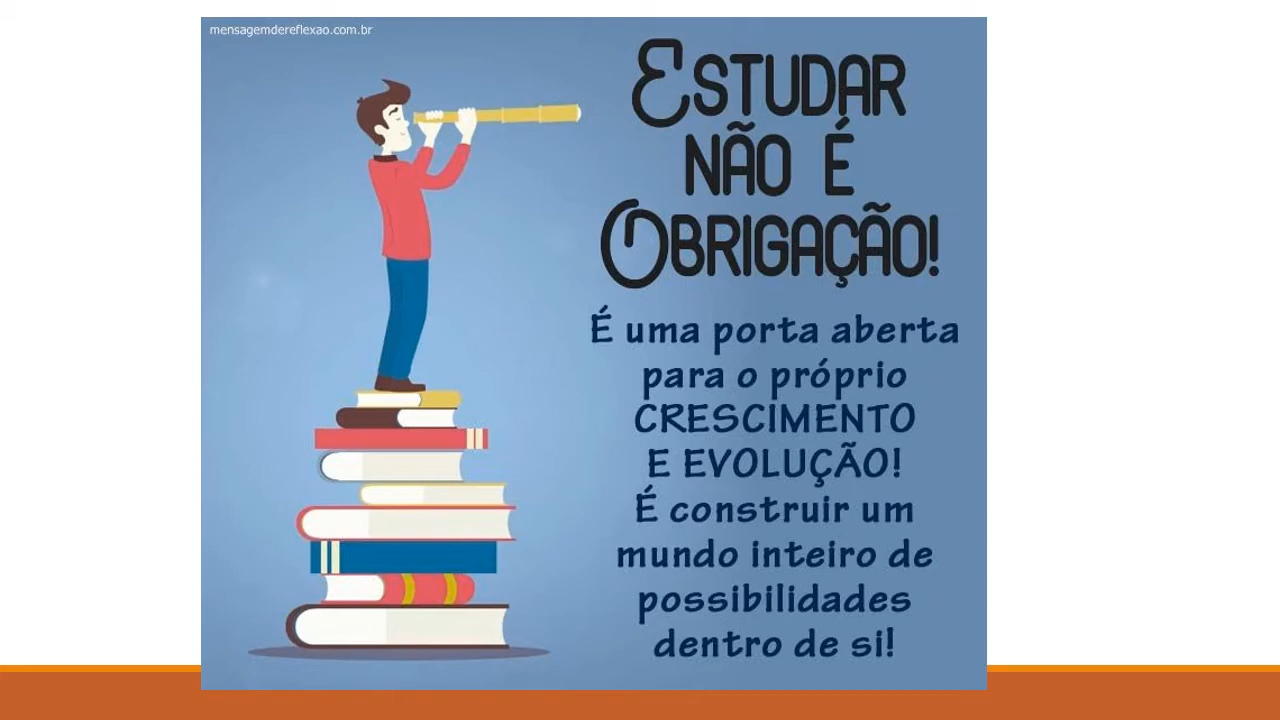 mensagemdereflexao.com.br
ESTUDAR
NÃO É
OBRIGAÇÃO!
É uma porta aberta
para o próprio
CRESCIMENTO
E EVOLUÇÃO!
É construir um
mundo inteiro de
possibilidades
dentro de si!